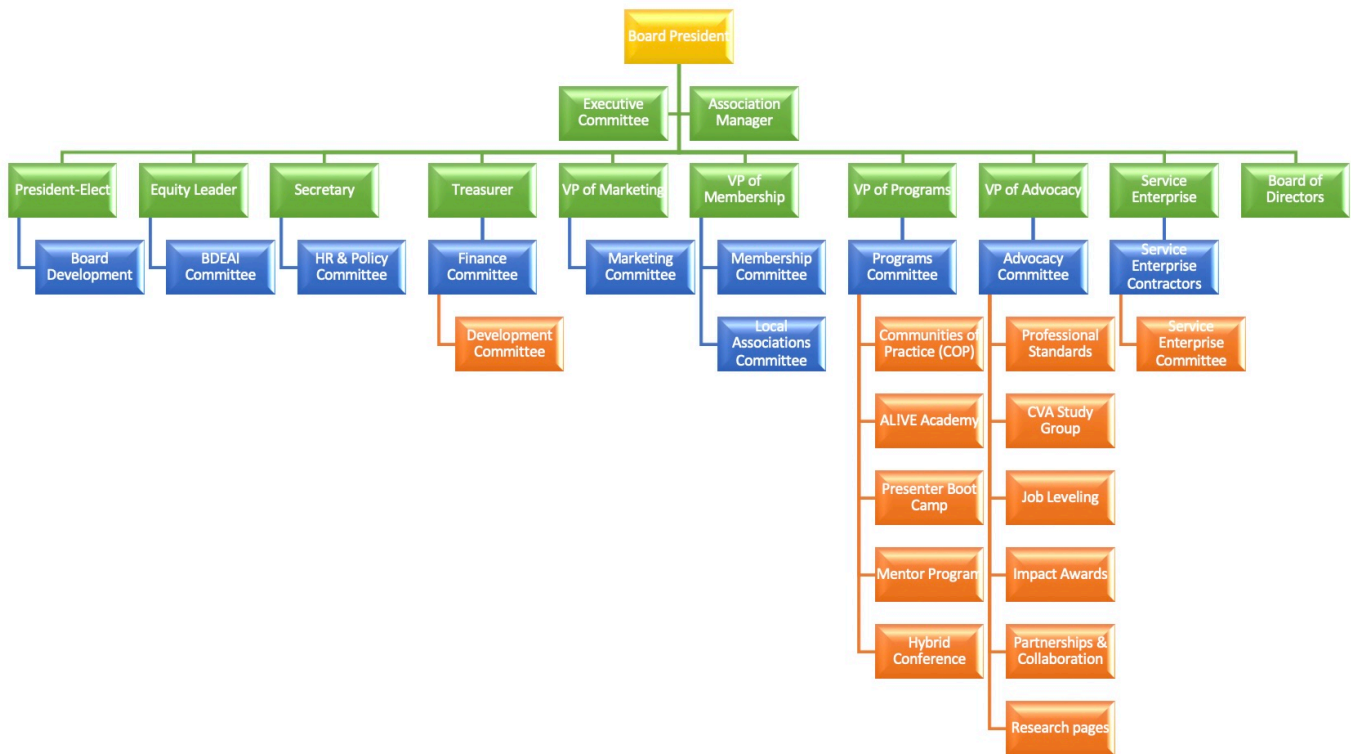 Board President
Executive
Committee
Association
Manager
President-Elect
Equity Leader
Secretary
Treasurer
VP of Marketing
VP of
Membership
VP of Programs
VP of Advocacy
Service
Enterprise
Board of
Directors
Board
Development
BDEAI
Committee
HR & Policy
Committee
Finance
Committee
Marketing
Committee
Membership
Committee
Programs
Committee
Advocacy
Committee
Service
Enterprise
Contractors
Development
Committee
Local
Associations
Committee
Communities of
Practice (COP)
Professional
Standards
Service
Enterprise
Committee
AL!VE Academy
CVA Study
Group
Presenter Boot
Camp
Job Leveling
Mentor Program
Impact Awards
Hybrid
Conference
Partnerships &
Collaboration
Research pages